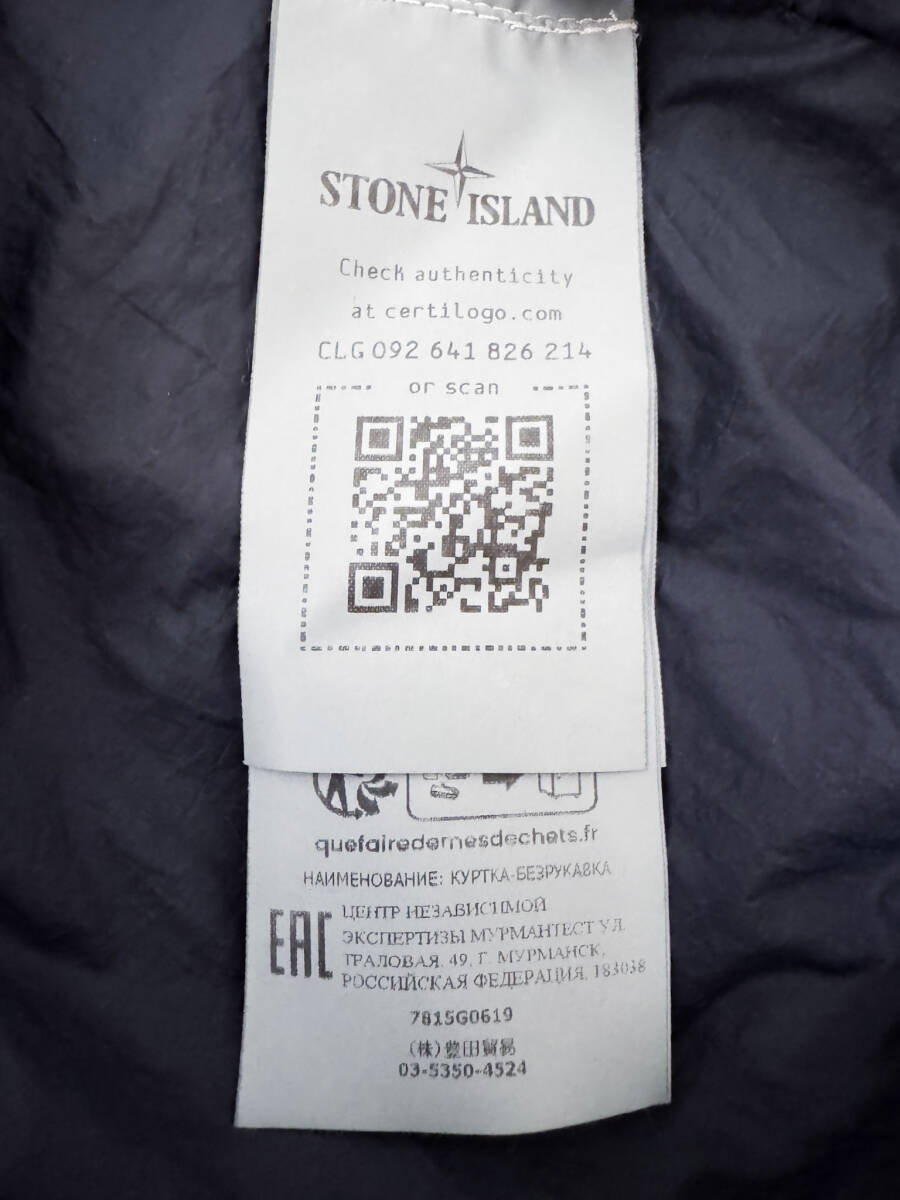 STONE ISLAND
Check authenticity
at certilogo.com
CLG 092 641 826 214
or scan
quefairedemesdechets.fr
НАИМЕНОВАНИЕ: КУРТКА-БЕЗРУКАВКА
EAC
ЦЕНТР НЕЗАВИСИМОЙ
ЭКСПЕРТИЗЫ МУРМАНТЕСТ УЛ.
ТРАЛОВАЯ, 49, Г. МУРМАНСК,
РОССИЙСКАЯ ФЕДЕРАЦИЯ, 183038
7815G0619
(株)豊田貿易
03-5350-4524